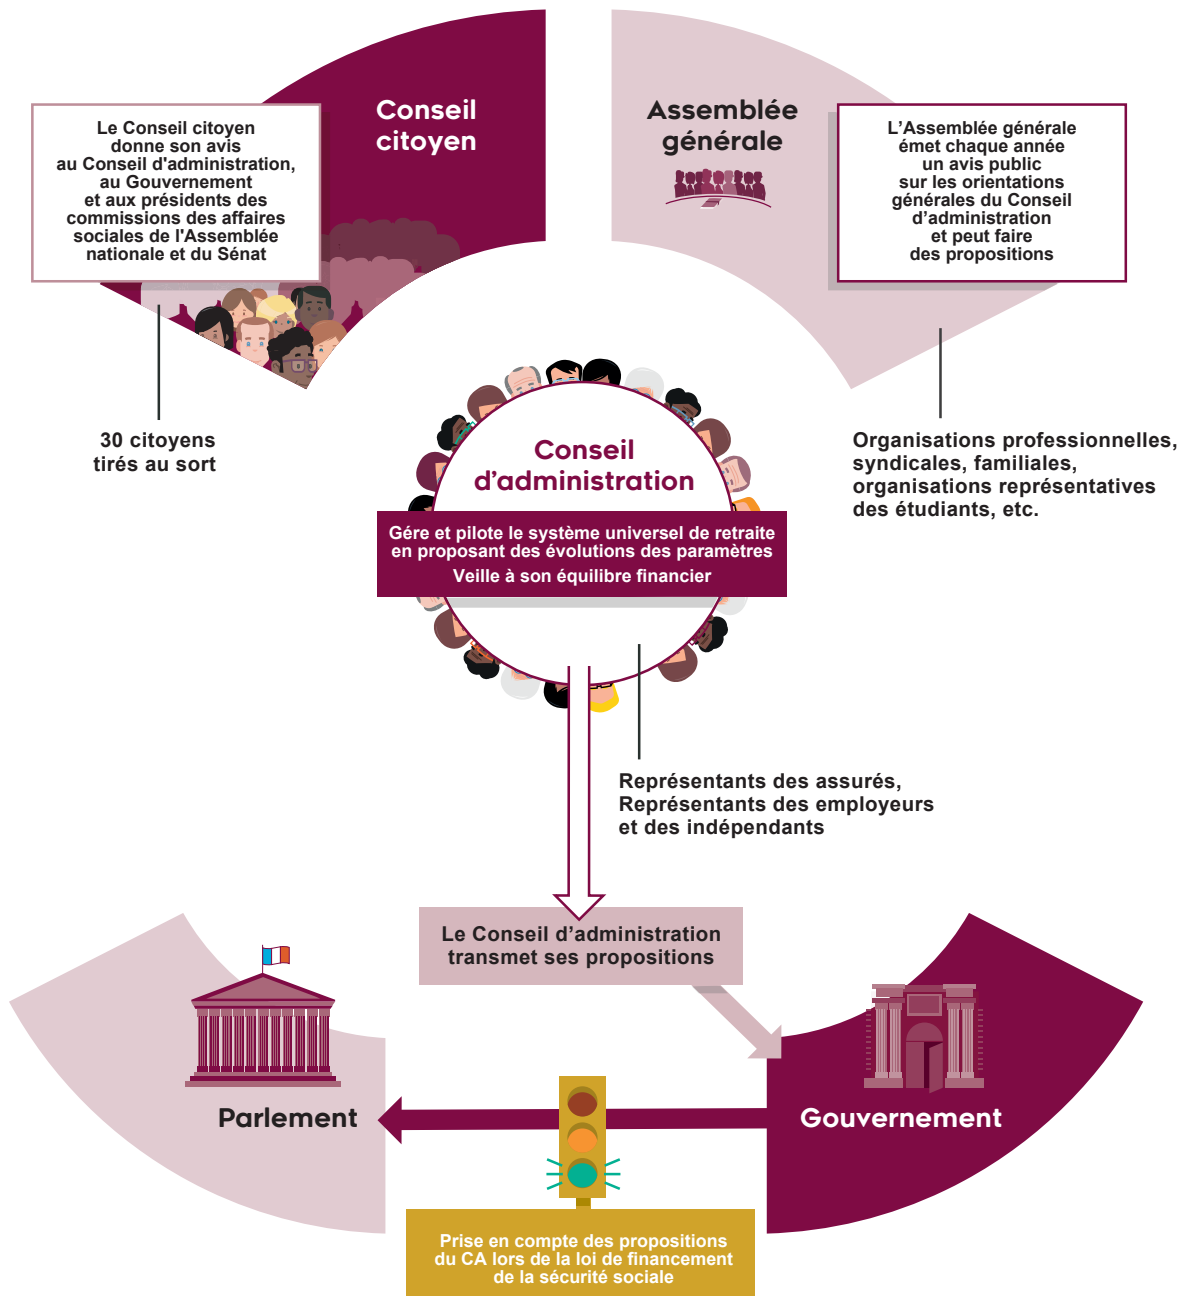 Conseil
citoyen
Le Conseil citoyen
donne son avis
au Conseil d'administration,
au Gouvernement
et aux présidents des
commissions des affaires
sociales de l'Assemblée
nationale et du Sénat
30 citoyens
tirés au sort
Assemblée
générale
L'Assemblée générale
émet chaque année
un avis public
sur les orientations
générales du Conseil
d'administration
et peut faire
des propositions
Organisations professionnelles,
syndicales, familiales,
organisations représentatives
des étudiants, etc.
Conseil
d'administration
Gére et pilote le système universel de retraite
en proposant des évolutions des paramètres
Veille à son équilibre financier
Représentants des assurés,
Représentants des employeurs
et des indépendants
Le Conseil d'administration
transmet ses propositions
Parlement
Gouvernement
Prise en compte des propositions
du CA lors de la loi de financement
de la sécurité sociale